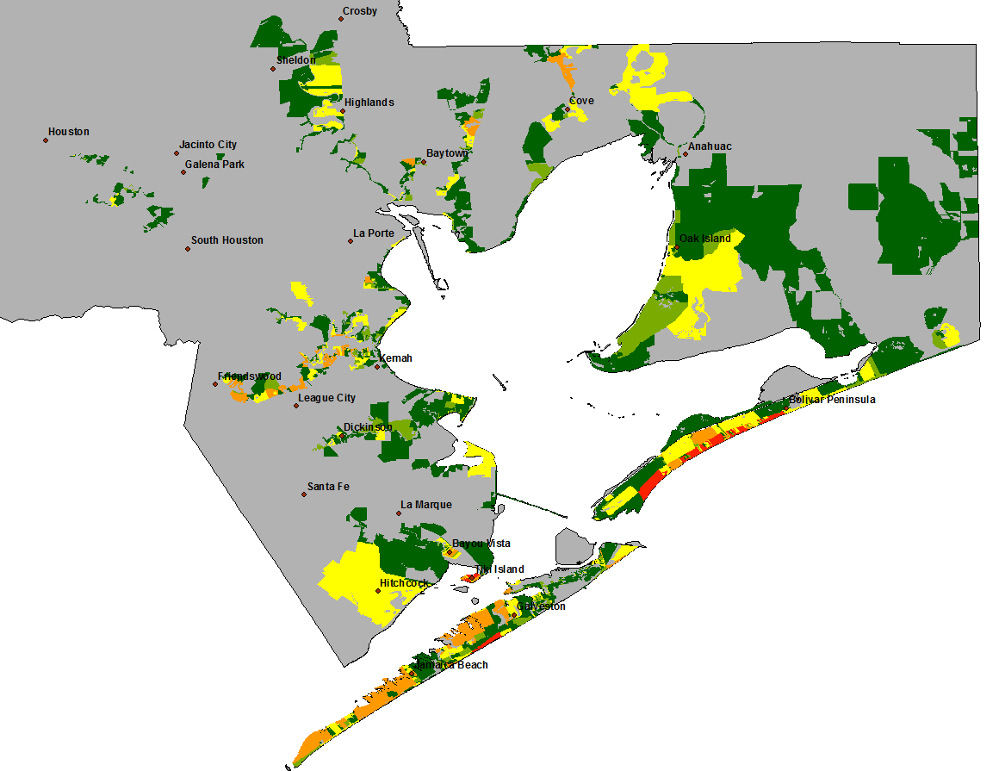 Crosby
Sheldon
Highlands
Cove
Houston
Jacinto City
Galena Park
Baytown
Anahuac
South Houston
La Porte
Oak Island
Kemah
Friendswood
League City
Bolivar Peninsula
Dickinson
Santa Fe
La Marque
Bayou Vista
Tiki Island
Hitchcock
Galveston
Jamaica Beach